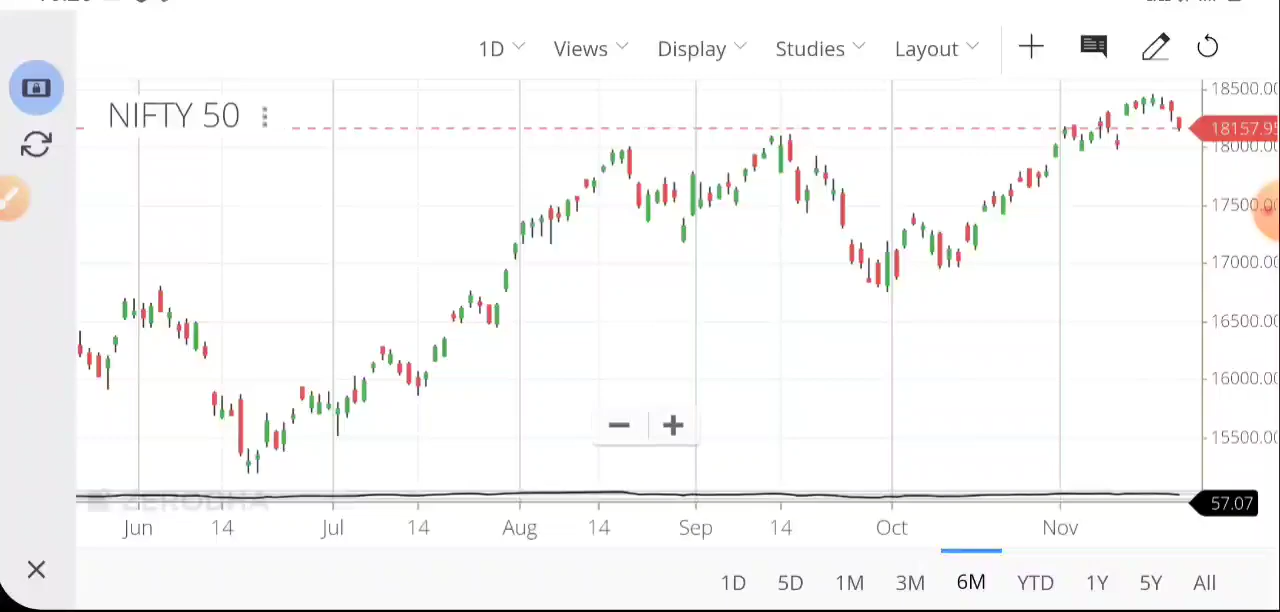 1D Views Display Studies Layout
NIFTY 50
18500.00
18157.95
18000.00
17500.00
17000.00
16500.00
16000.00
15500.00
ZERODHA
57.07
Jun 14 Jul 14 Aug 14 Sep 14 Oct Nov
1D 5D 1M 3M 6M YTD 1Y 5Y All